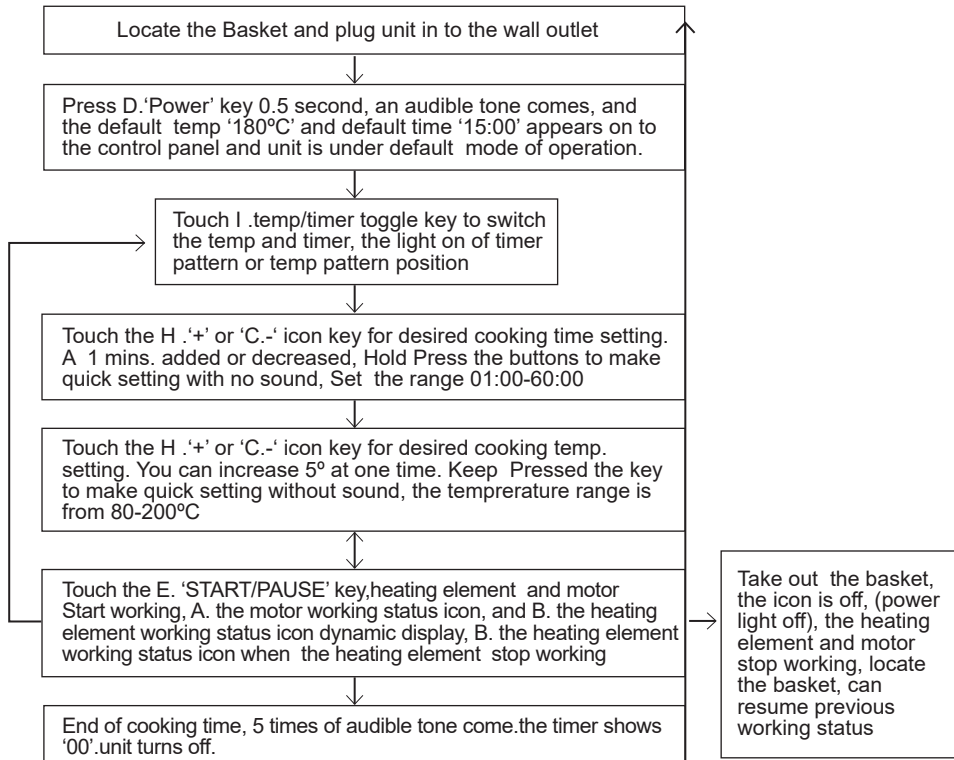 Locate the Basket and plug unit in to the wall outlet
Press D.‘Power’ key 0.5 second, an audible tone comes, and
the default temp ‘180ºC’ and default time ‘15:00’ appears on to
the control panel and unit is under default mode of operation.
Touch I .temp/timer toggle key to switch
the temp and timer, the light on of timer
pattern or temp pattern position
Touch the H .‘+’ or ‘C.-‘ icon key for desired cooking time setting.
A 1 mins. added or decreased, Hold Press the buttons to make
quick setting with no sound, Set the range 01:00-60:00
Touch the H .‘+’ or ‘C.-‘ icon key for desired cooking temp.
setting. You can increase 5º at one time. Keep Pressed the key
to make quick setting without sound, the temprerature range is
from 80-200ºC
Touch the E. ‘START/PAUSE’ key,heating element and motor
Start working, A. the motor working status icon, and B. the heating
element working status icon dynamic display, B. the heating element
working status icon when the heating element stop working
Take out the basket,
the icon is off, (power
light off), the heating
element and motor
stop working, locate
the basket, can
resume previous
working status
End of cooking time, 5 times of audible tone come.the timer shows
‘00’.unit turns off.